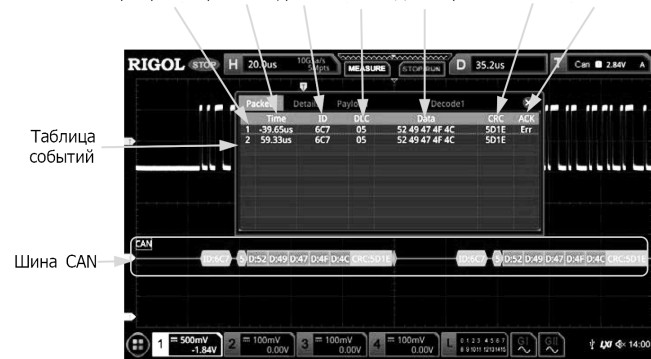 RIGOL STOP H 20.0us 10GSa/s 5Mpts MEASURE STOP/RUN D 35.2us T Can 2.84V A
Packet Details Payload Decode1
Time ID DLC Data CRC ACK
1 -39.65us 6C7 05 52 49 47 4F 4C 5D1E Err
2 59.33us 6C7 05 52 49 47 4F 4C 5D1E
Таблица
событий
CAN
Шина CAN
ID:6C7 5 D:52 D:49 D:47 D:4F D:4C CRC:5D1E ID:6C7 5 D:52 D:49 D:47 D:4F D:4C CRC:5D1E
1 500mV -1.84V 2 100mV 0.00V 3 100mV 0.00V 4 100mV 0.00V L 0 1 2 3 4 5 6 7 8 9 10 11 12 13 14 15 GI GII LXI 14:00